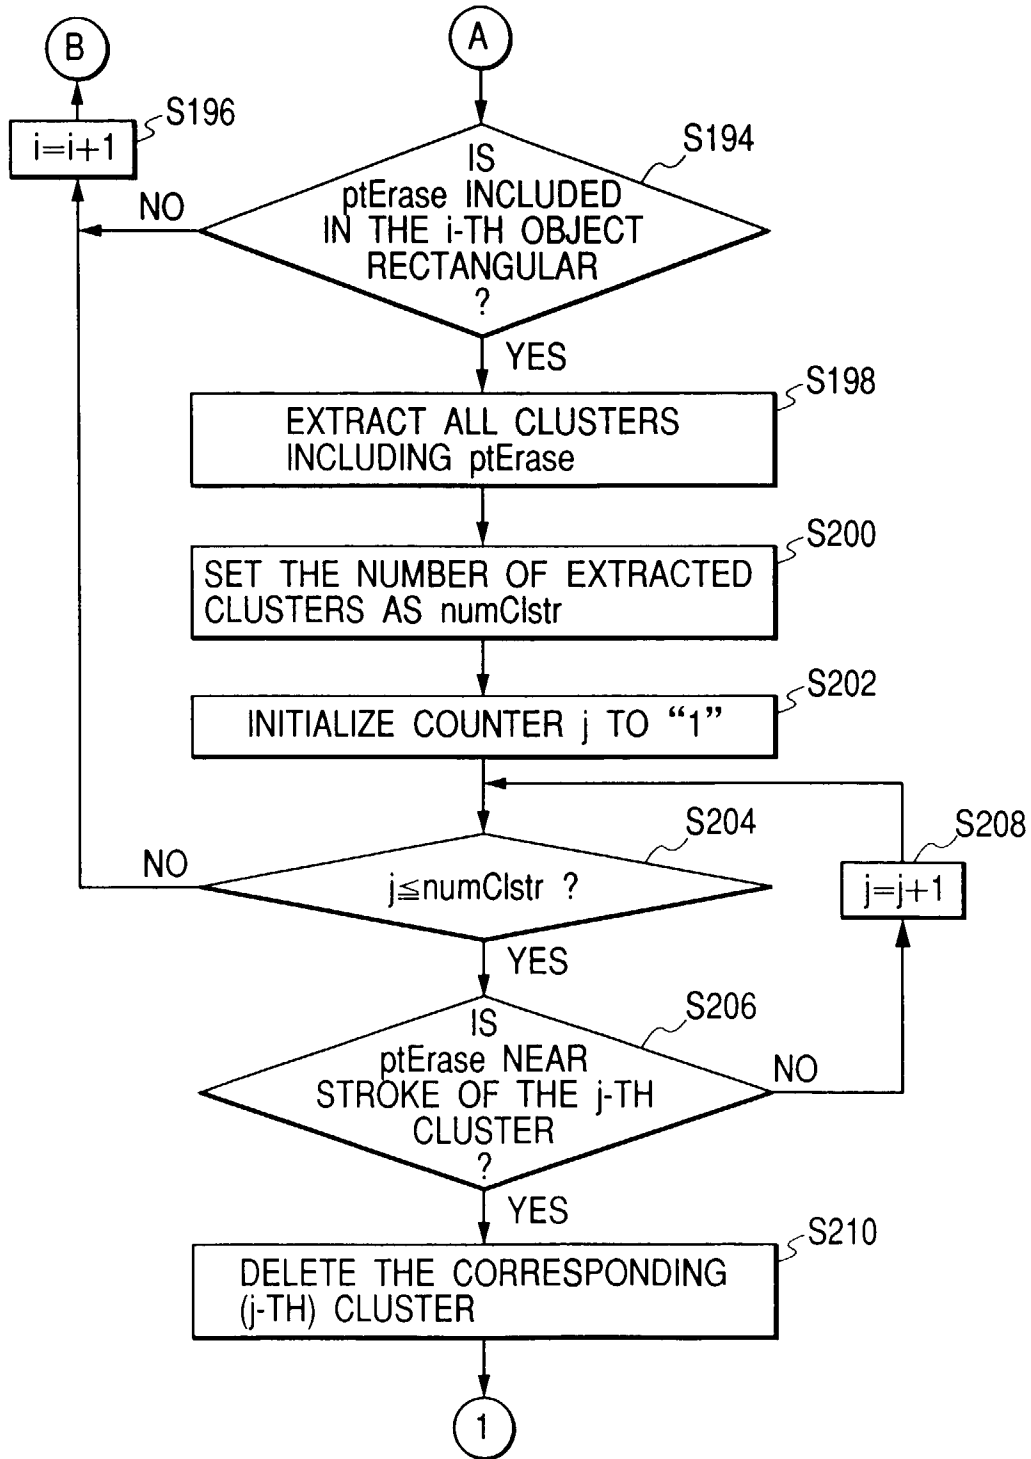 B
A
S196
i=i+1
S194
IS
ptErase INCLUDED
IN THE i-TH OBJECT
RECTANGULAR
?
NO
YES
S198
EXTRACT ALL CLUSTERS
INCLUDING ptErase
S200
SET THE NUMBER OF EXTRACTED
CLUSTERS AS numClstr
S202
INITIALIZE COUNTER j TO “1”
S204
j≦numClstr ?
NO
S208
j=j+1
YES
S206
IS
ptErase NEAR
STROKE OF THE j-TH
CLUSTER
?
NO
YES
S210
DELETE THE CORRESPONDING
(j-TH) CLUSTER
1